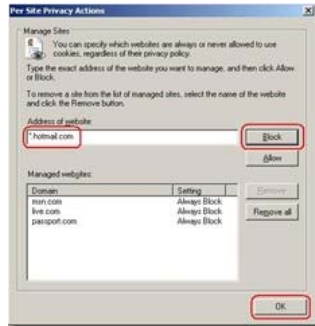 Per Site Privacy Actions
Manage Sites
You can specify which websites are always or never allowed to use
cookies, regardless of their privacy policy.
Type the exact address of the website you want to manage, and then click Allow
or Block.
To remove a site from the list of managed sites, select the name of the website
and click the Remove button.
Address of website:
*.hotmail.com
Block
Allow
Managed websites:
Domain Setting
msn.com Always Block
live.com Always Block
passport.com Always Block
Remove
Remove all
OK